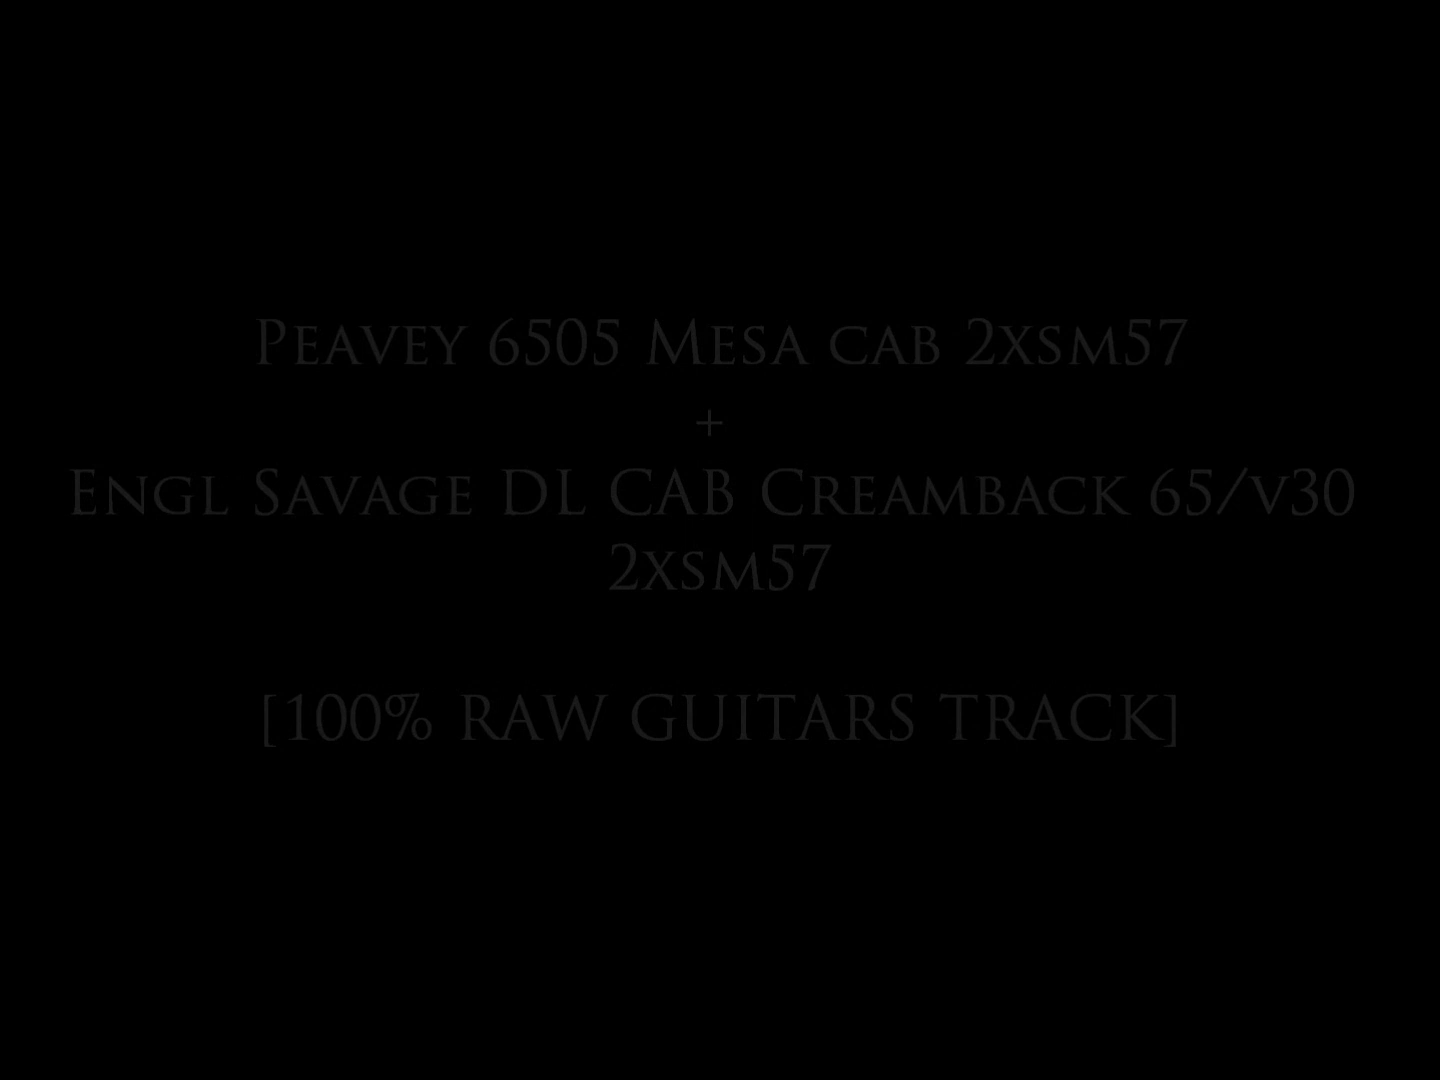 Peavey 6505 Mesa cab 2xsm57
+
Engl Savage DL CAB Creamback 65/v30
2xsm57
[100% RAW GUITARS TRACK]